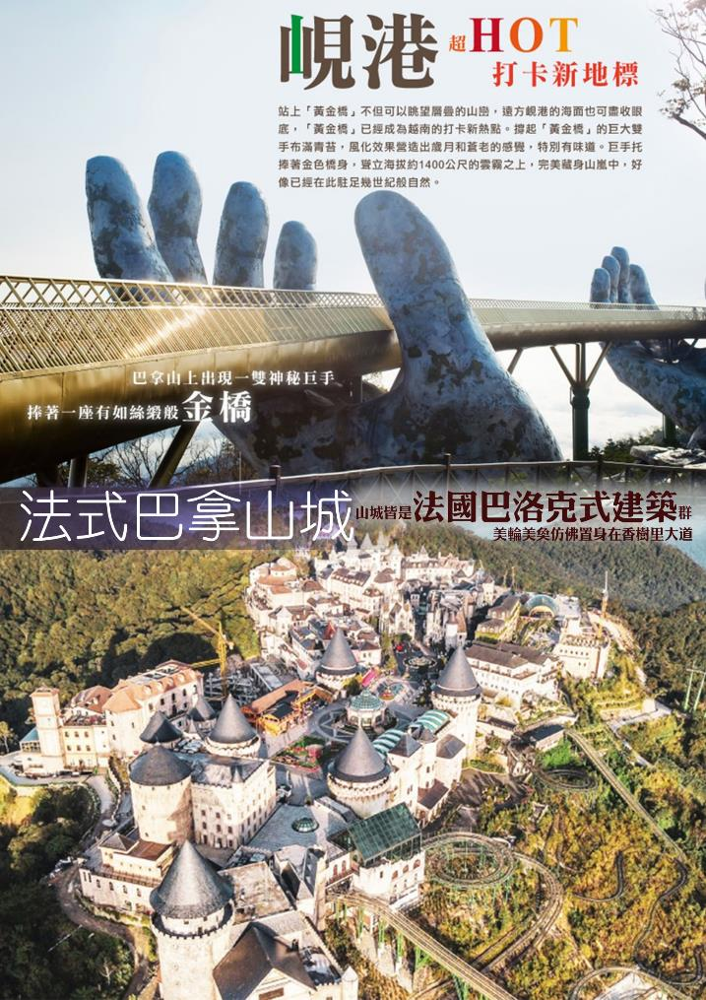 峴港 超HOT
打卡新地標
站上「黃金橋」不但可以眺望層疊的山巒，遠方峴港的海面也可盡收眼
底，「黃金橋」已經成為越南的打卡新熱點。撐起「黃金橋」的巨大雙
手布滿青苔，風化效果營造出歲月和蒼老的感覺，特別有味道。巨手托
捧著金色橋身，聳立海拔約1400公尺的雲霧之上，完美藏身山嵐中，好
像已經在此駐足幾世紀般自然。
巴拿山上出現一雙神秘巨手
捧著一座有如絲緞般金橋
法式巴拿山城 山城皆是法國巴洛克式建築群
美輪美奐仿佛置身在香榭里大道